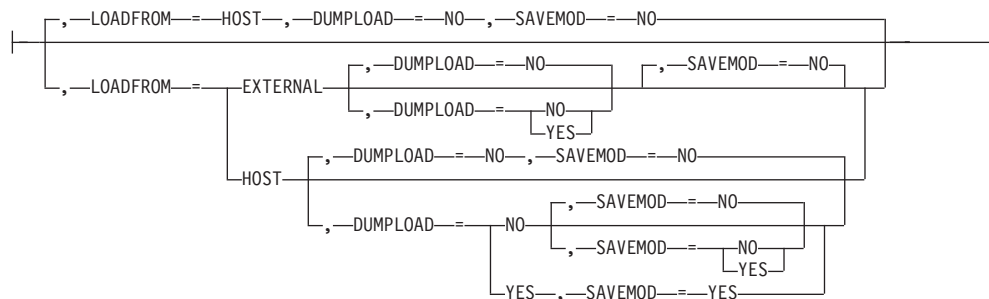 , LOADFROM = HOST , DUMPLOAD = NO , SAVEMOD = NO
, DUMPLOAD = NO , SAVEMOD = NO
, LOADFROM = EXTERNAL
, DUMPLOAD = NO
YES
, DUMPLOAD = NO , SAVEMOD = NO
HOST
, SAVEMOD = NO
, DUMPLOAD = NO
, SAVEMOD = NO
YES
YES , SAVEMOD = YES